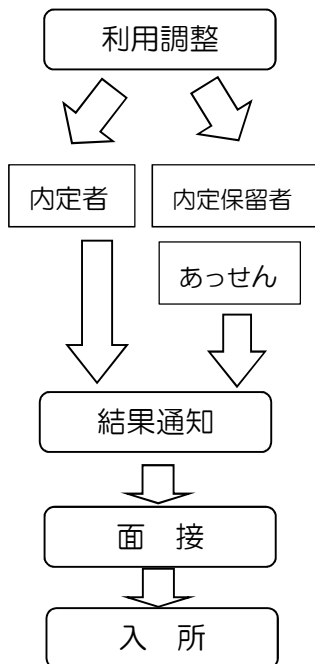 利用調整
内定者
内定保留者
あっせん
結果通知
面　接
入　所